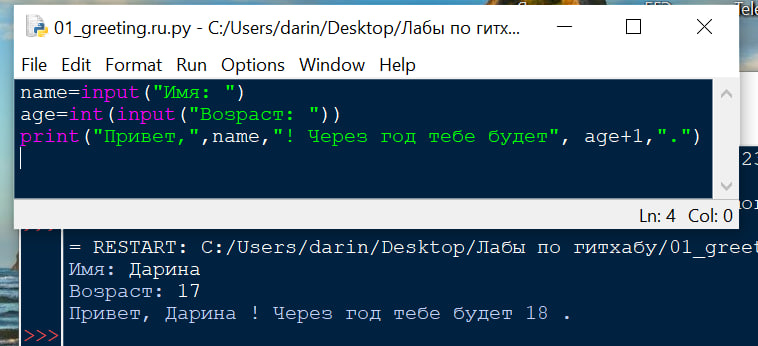 01_greeting.ru.py - C:/Users/darin/Desktop/Лабы по гитх...
File Edit Format Run Options Window Help
name=input("Имя: ")
age=int(input("Возраст: "))
print("Привет,",name,"! Через год тебе будет", age+1,".")
Ln: 4 Col: 0
>>>
= RESTART: C:/Users/darin/Desktop/Лабы по гитхабу/01_greet
Имя: Дарина
Возраст: 17
Привет, Дарина ! Через год тебе будет 18 .
>>>